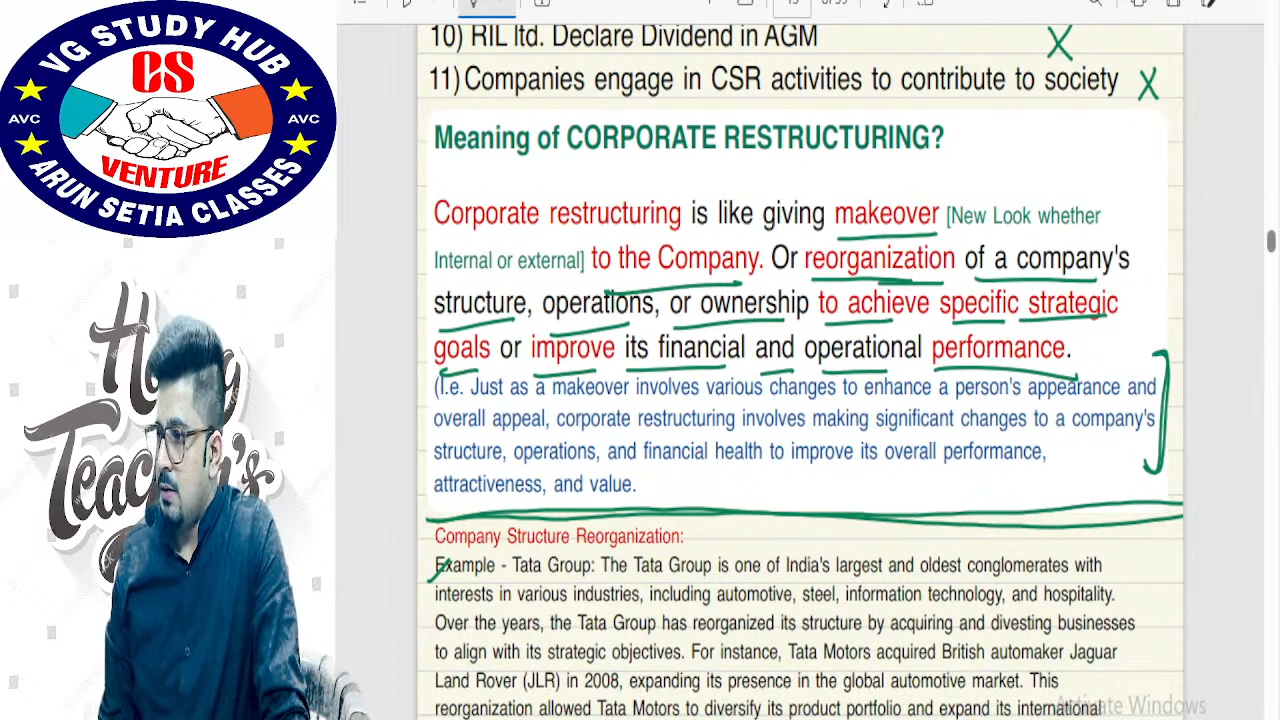 VG STUDY HUB
CS
AVC
AVC
VENTURE
ARUN SETIA CLASSES
10) RIL ltd. Declare Dividend in AGM
11) Companies engage in CSR activities to contribute to society
Meaning of CORPORATE RESTRUCTURING?
Corporate restructuring is like giving makeover [New Look whether
Internal or external] to the Company. Or reorganization of a company's
structure, operations, or ownership to achieve specific strategic
goals or improve its financial and operational performance.
(I.e. Just as a makeover involves various changes to enhance a person's appearance and
overall appeal, corporate restructuring involves making significant changes to a company's
structure, operations, and financial health to improve its overall performance,
attractiveness, and value.
Company Structure Reorganization:
Example - Tata Group: The Tata Group is one of India's largest and oldest conglomerates with
interests in various industries, including automotive, steel, information technology, and hospitality.
Over the years, the Tata Group has reorganized its structure by acquiring and divesting businesses
to align with its strategic objectives. For instance, Tata Motors acquired British automaker Jaguar
Land Rover (JLR) in 2008, expanding its presence in the global automotive market. This
reorganization allowed Tata Motors to diversify its product portfolio and expand its international
Activate Windows